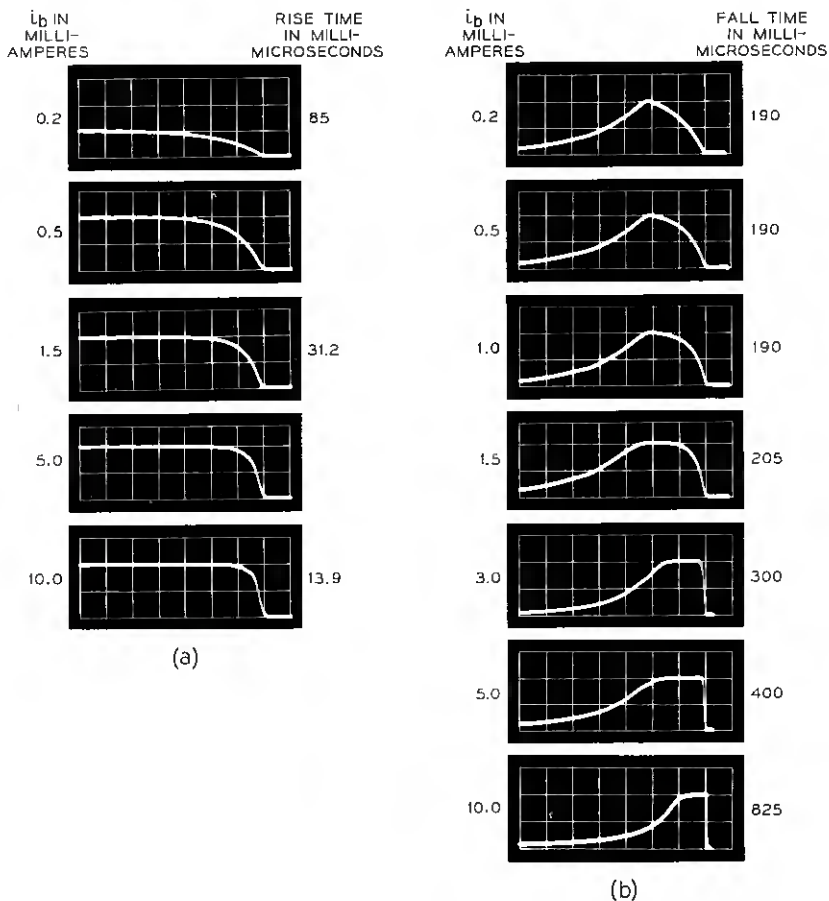 ib IN
MILLI-
AMPERES
RISE TIME
IN MILLI-
MICROSECONDS
0.2
85
0.5
1.5
31.2
5.0
10.0
13.9
(a)
ib IN
MILLI-
AMPERES
FALL TIME
IN MILLI-
MICROSECONDS
0.2
190
0.5
190
1.0
190
1.5
205
3.0
300
5.0
400
10.0
825
(b)